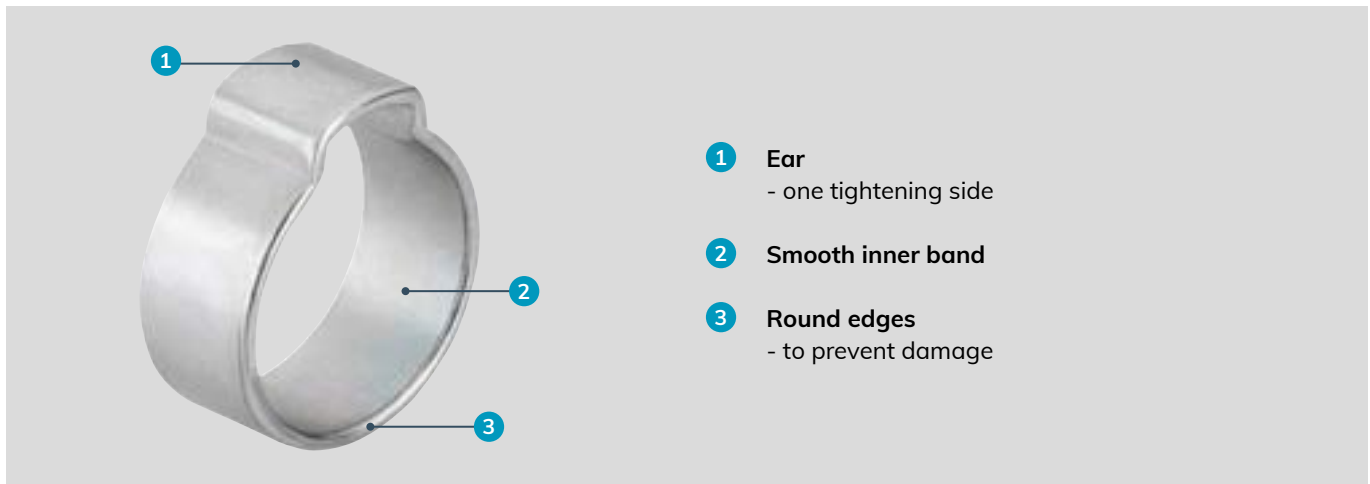 1
2
3
1 Ear
- one tightening side
2 Smooth inner band
3 Round edges
- to prevent damage